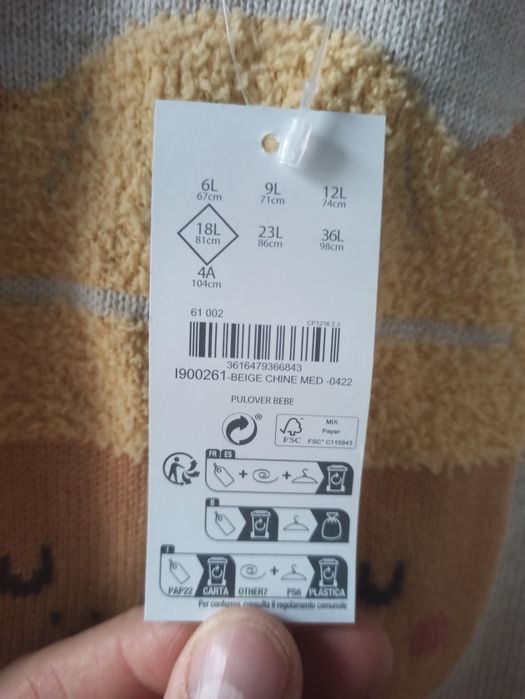 6L 9L 12L
67cm 71cm 74cm
18L 23L 36L
81cm 86cm 98cm
4A
104cm
61 002
CP1216 2 2
3616479366843
I900261-BEIGE CHINE MED -0422
PULOVER BEBE
®
MIX
Paper
FSC FSC® C110943
FR ES
+ +
B
I
+
PAP22 CARTA OTHER7 PS6 PLASTICA
Per conferma, consulta il regolamento comunale